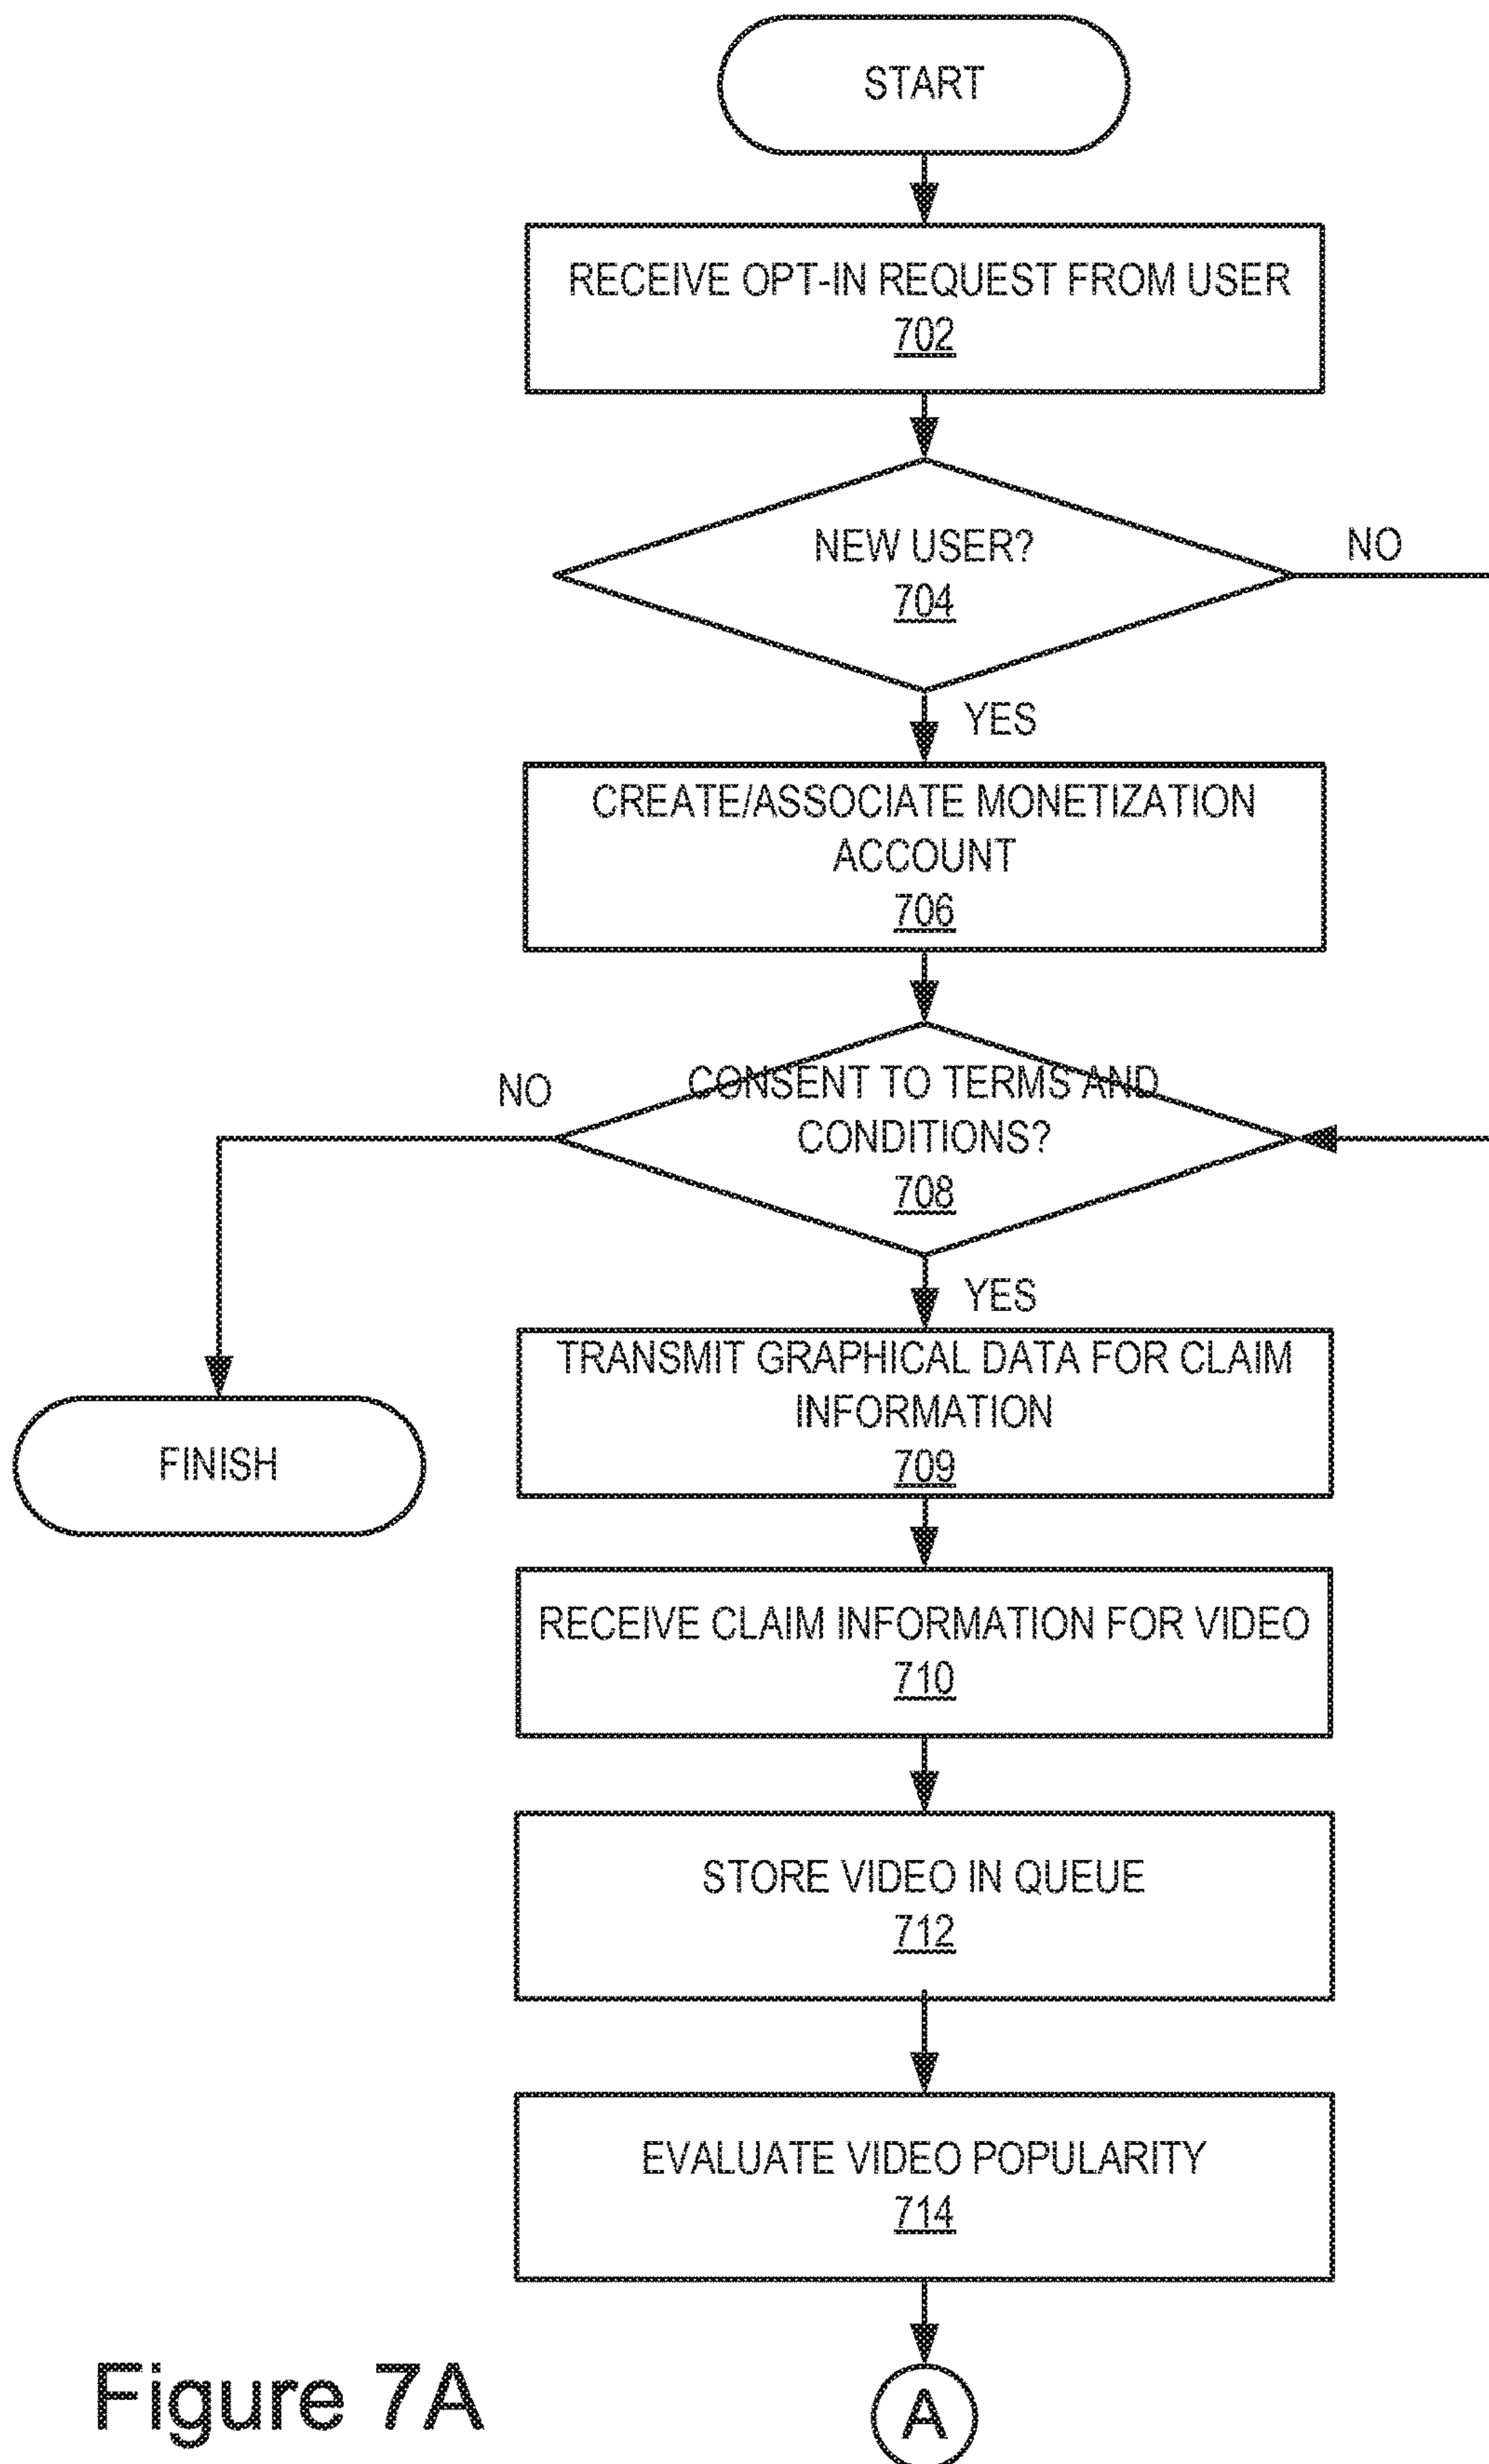 START
RECEIVE OPT-IN REQUEST FROM USER
702
NEW USER?
704
NO
YES
CREATE/ASSOCIATE MONETIZATION
ACCOUNT
706
NO
CONSENT TO TERMS AND
CONDITIONS?
708
YES
TRANSMIT GRAPHICAL DATA FOR CLAIM
INFORMATION
709
FINISH
RECEIVE CLAIM INFORMATION FOR VIDEO
710
STORE VIDEO IN QUEUE
712
EVALUATE VIDEO POPULARITY
714
A
Figure 7A